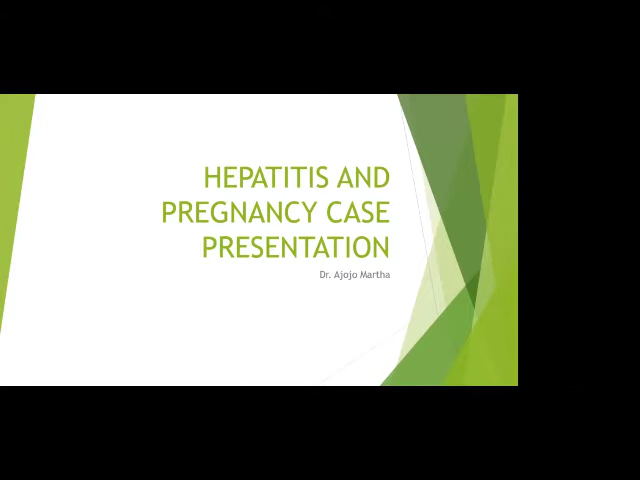 HEPATITIS AND
PREGNANCY CASE
PRESENTATION
Dr. Ajojo Martha